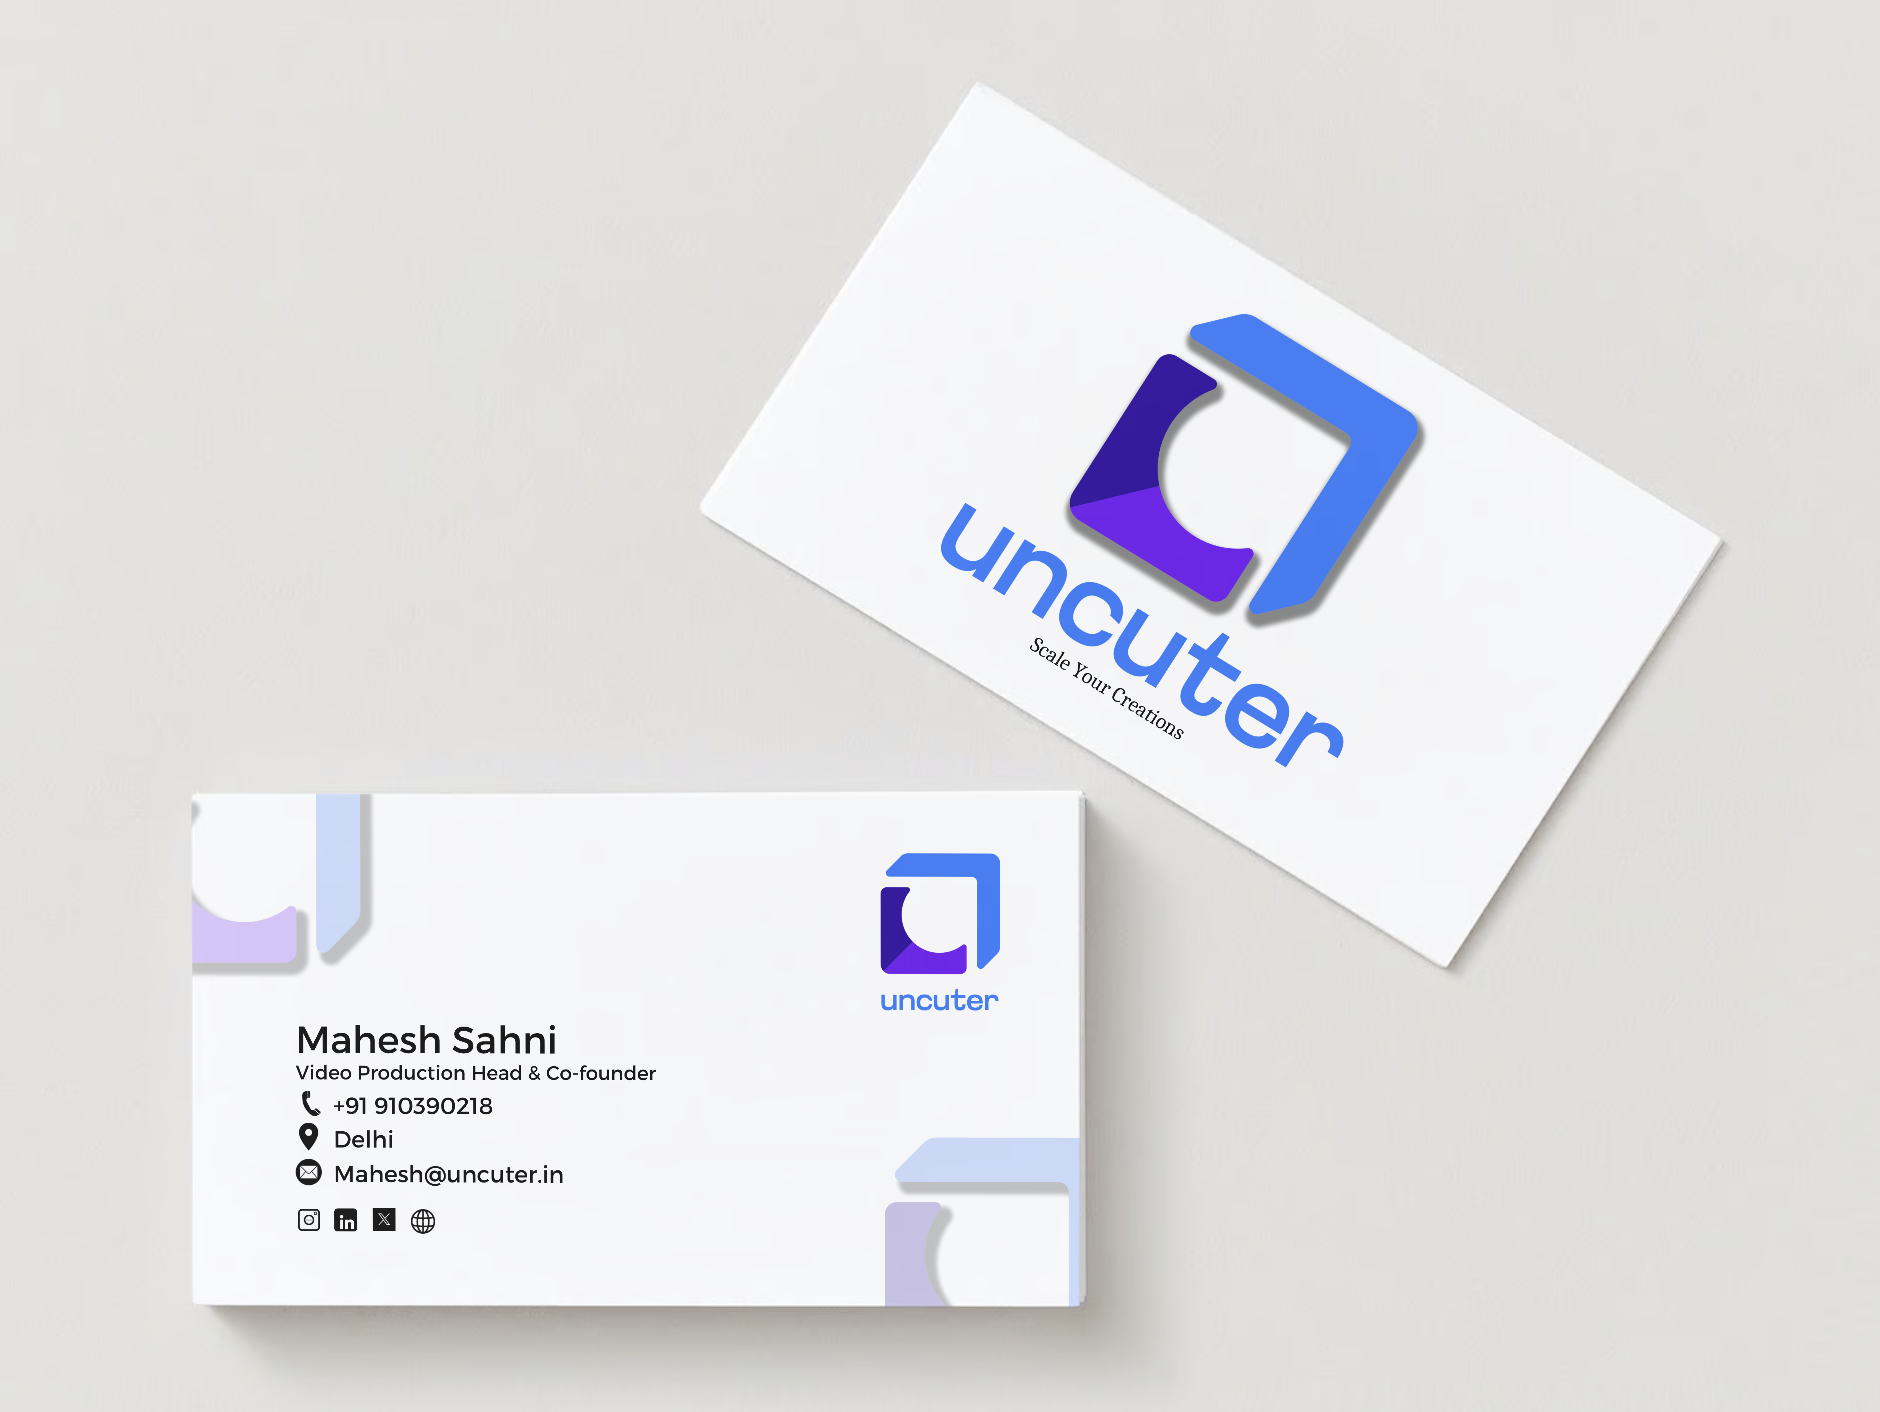 uncuter
Scale Your Creations
uncuter
Mahesh Sahni
Video Production Head & Co-founder
+91 910390218
Delhi
Mahesh@uncuter.in